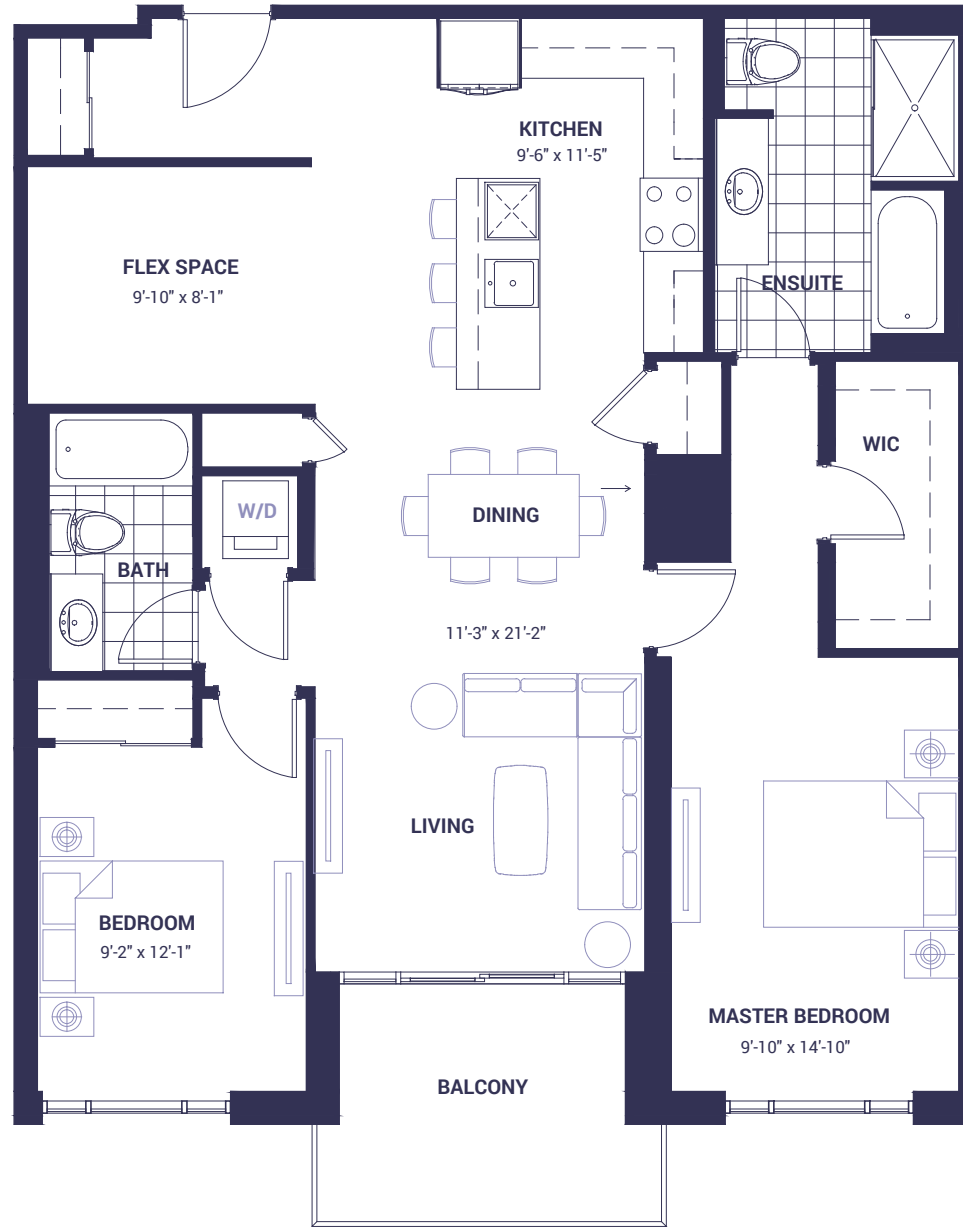 KITCHEN
9'-6" x 11'-5"
FLEX SPACE
9'-10" x 8'-1"
ENSUITE
WIC
W/D
DINING
BATH
11'-3" x 21'-2"
LIVING
BEDROOM
9'-2" x 12'-1"
MASTER BEDROOM
9'-10" x 14'-10"
BALCONY